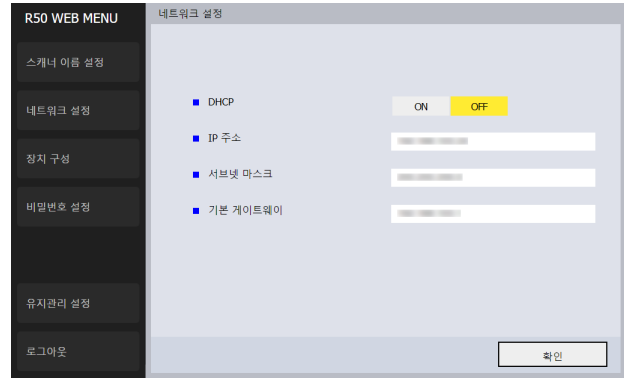 R50 WEB MENU
스캐너 이름 설정
네트워크 설정
장치 구성
비밀번호 설정
유지관리 설정
로그아웃
네트워크 설정
DHCP ON OFF
IP 주소
서브넷 마스크
기본 게이트웨이
확인